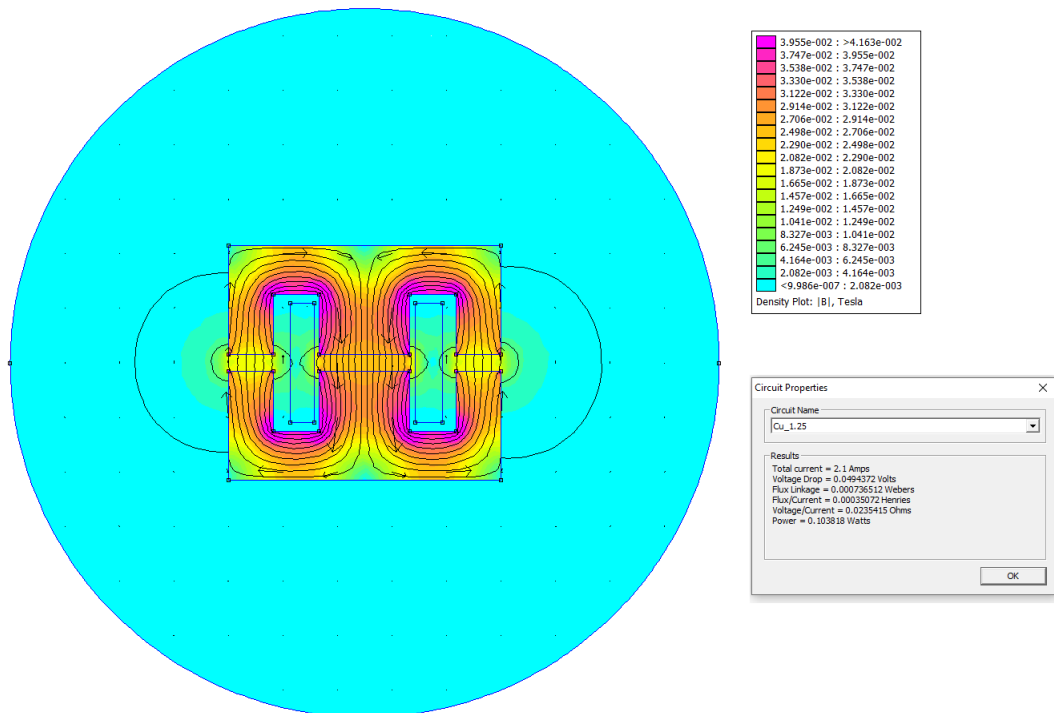 3.955e-002 : >4.163e-002
3.747e-002 : 3.955e-002
3.538e-002 : 3.747e-002
3.330e-002 : 3.538e-002
3.122e-002 : 3.330e-002
2.914e-002 : 3.122e-002
2.706e-002 : 2.914e-002
2.498e-002 : 2.706e-002
2.290e-002 : 2.498e-002
2.082e-002 : 2.290e-002
1.873e-002 : 2.082e-002
1.665e-002 : 1.873e-002
1.457e-002 : 1.665e-002
1.249e-002 : 1.457e-002
1.041e-002 : 1.249e-002
8.327e-003 : 1.041e-002
6.245e-003 : 8.327e-003
4.164e-003 : 6.245e-003
2.082e-003 : 4.164e-003
<9.986e-007 : 2.082e-003
Density Plot: |B|, Tesla
Circuit Properties
Circuit Name
Cu_1.25
Results
Total current = 2.1 Amps
Voltage Drop = 0.0494372 Volts
Flux Linkage = 0.000736512 Webers
Flux/Current = 0.00035072 Henries
Voltage/Current = 0.0235415 Ohms
Power = 0.103818 Watts
OK